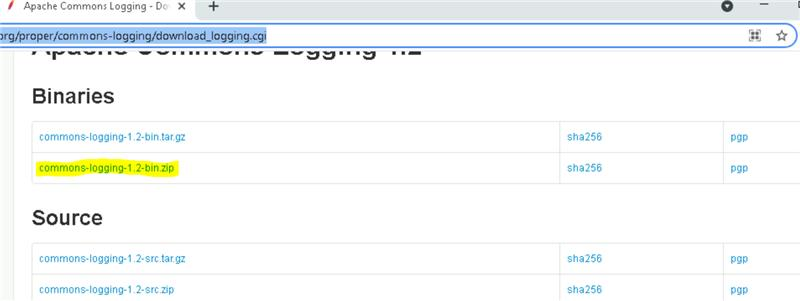 Apache Commons Logging - Do
org/proper/commons-logging/download_logging.cgi
Apache Commons Logging 1.2
Binaries
commons-logging-1.2-bin.tar.gz sha256 pgp
commons-logging-1.2-bin.zip sha256 pgp
Source
commons-logging-1.2-src.tar.gz sha256 pgp
commons-logging-1.2-src.zip sha256 pgp